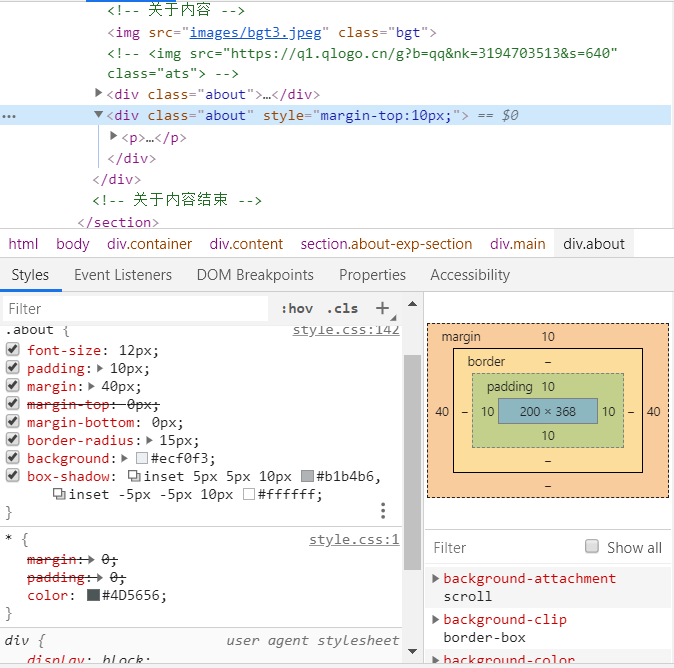 <!-- 关于内容 -->
<img src="images/bgt3.jpeg" class="bgt">
<!-- <img src="https://q1.qlogo.cn/g?b=qq&nk=3194703513&s=640"
class="ats"> -->
<div class="about">…</div>
<div class="about" style="margin-top:10px;"> == $0
<p>…</p>
</div>
</div>
<!-- 关于内容结束 -->
</section>
html body div.container div.content section.about-exp-section div.main div.about
Styles Event Listeners DOM Breakpoints Properties Accessibility
Filter :hov .cls +
.about { style.css:142
font-size: 12px;
padding: 10px;
margin: 40px;
margin-top: 0px;
margin-bottom: 0px;
border-radius: 15px;
background: #ecf0f3;
box-shadow: inset 5px 5px 10px #b1b4b6,
inset -5px -5px 10px #ffffff;
}
* { style.css:1
margin: 0;
padding: 0;
color: #4D5656;
}
div { user agent stylesheet
display: block;
margin 10
border –
padding 10
40 – 10 200 × 368 10 – 40
10
–
–
Filter Show all
background-attachment
scroll
background-clip
border-box
background-color